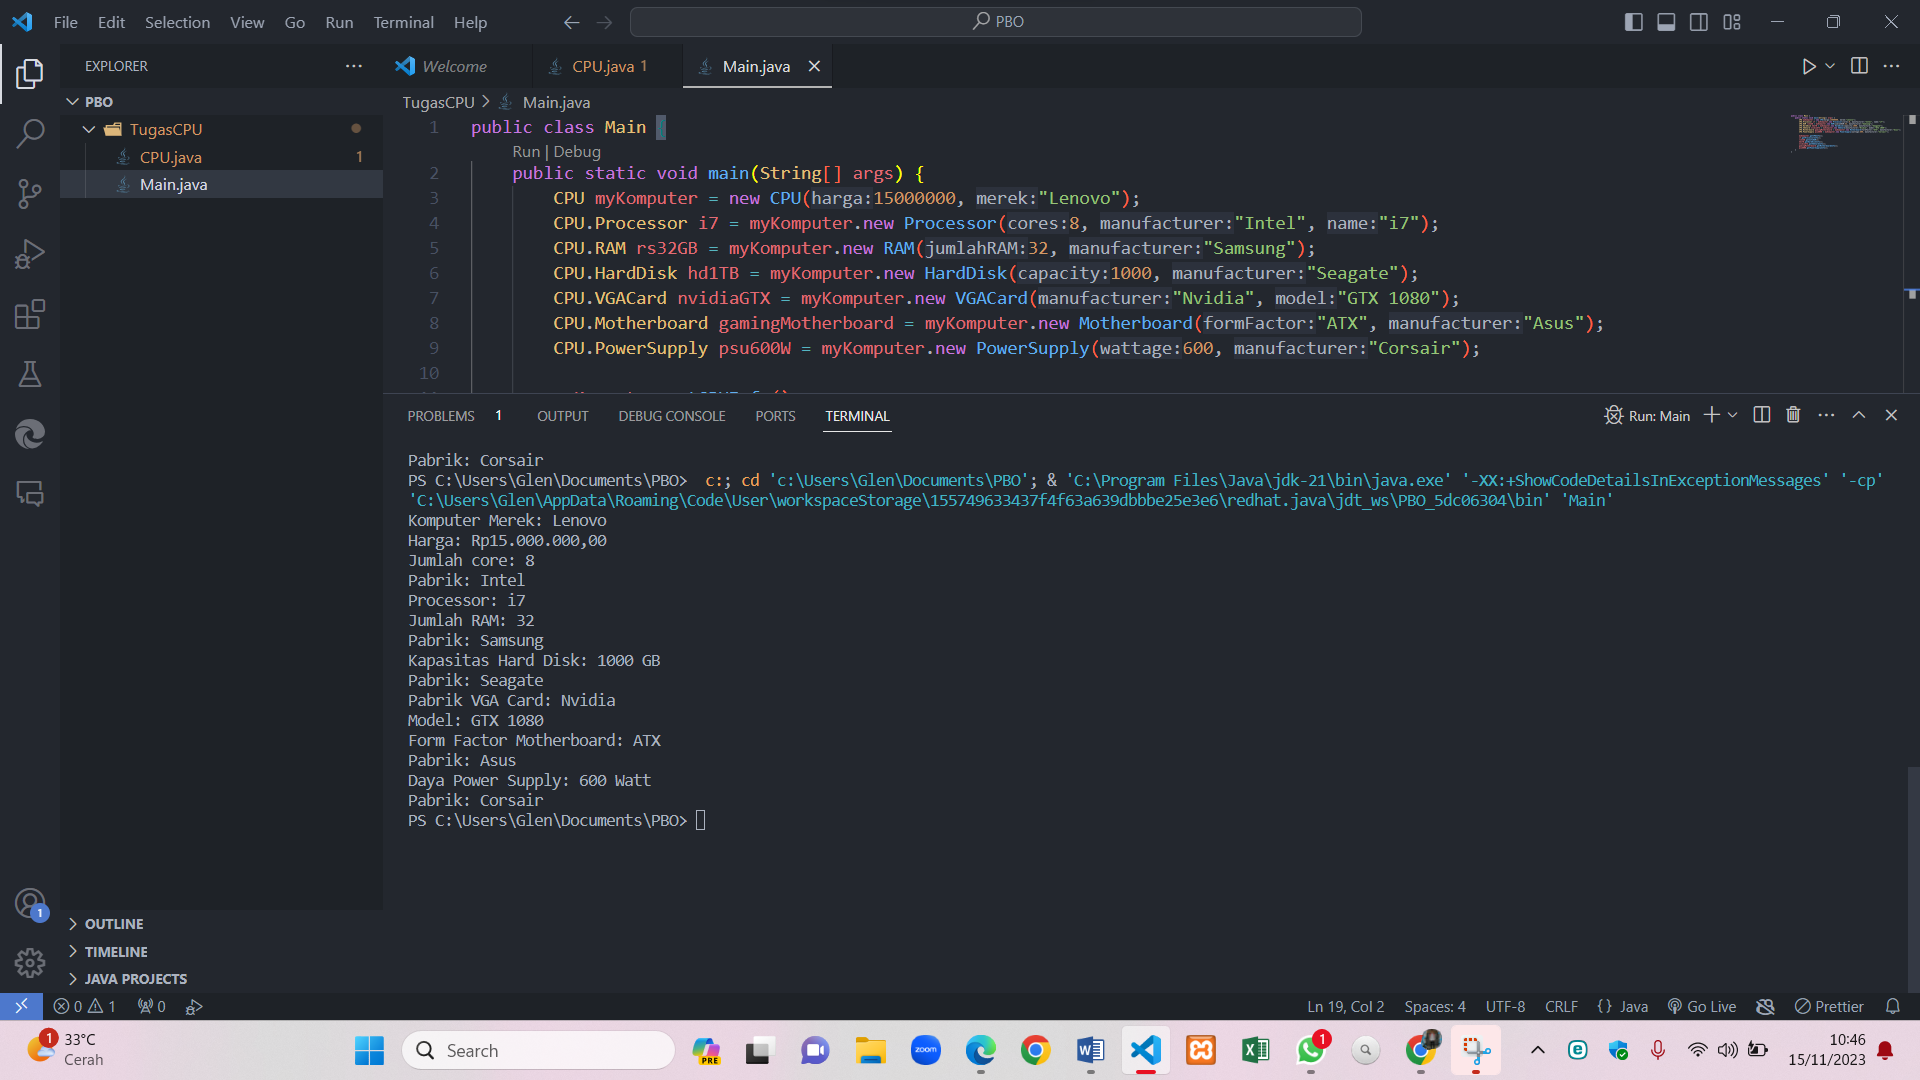 File Edit Selection View Go Run Terminal Help
PBO
EXPLORER
Welcome
CPU.java 1
Main.java
PBO
TugasCPU
CPU.java 1
Main.java
TugasCPU > Main.java
1 public class Main {
Run | Debug
2 public static void main(String[] args) {
3 CPU myKomputer = new CPU(harga:15000000, merek:"Lenovo");
4 CPU.Processor i7 = myKomputer.new Processor(cores:8, manufacturer:"Intel", name:"i7");
5 CPU.RAM rs32GB = myKomputer.new RAM(jumlahRAM:32, manufacturer:"Samsung");
6 CPU.HardDisk hd1TB = myKomputer.new HardDisk(capacity:1000, manufacturer:"Seagate");
7 CPU.VGACard nvidiaGTX = myKomputer.new VGACard(manufacturer:"Nvidia", model:"GTX 1080");
8 CPU.Motherboard gamingMotherboard = myKomputer.new Motherboard(formFactor:"ATX", manufacturer:"Asus");
9 CPU.PowerSupply psu600W = myKomputer.new PowerSupply(wattage:600, manufacturer:"Corsair");
10
PROBLEMS 1 OUTPUT DEBUG CONSOLE PORTS TERMINAL
Run: Main
Pabrik: Corsair
PS C:\Users\Glen\Documents\PBO>  c:; cd 'c:\Users\Glen\Documents\PBO'; & 'C:\Program Files\Java\jdk-21\bin\java.exe' '-XX:+ShowCodeDetailsInExceptionMessages' '-cp'
'C:\Users\Glen\AppData\Roaming\Code\User\workspaceStorage\155749633437f4f63a639dbbbe25e3e6\redhat.java\jdt_ws\PBO_5dc06304\bin' 'Main'
Komputer Merek: Lenovo
Harga: Rp15.000.000,00
Jumlah core: 8
Pabrik: Intel
Processor: i7
Jumlah RAM: 32
Pabrik: Samsung
Kapasitas Hard Disk: 1000 GB
Pabrik: Seagate
Pabrik VGA Card: Nvidia
Model: GTX 1080
Form Factor Motherboard: ATX
Pabrik: Asus
Daya Power Supply: 600 Watt
Pabrik: Corsair
PS C:\Users\Glen\Documents\PBO>
1
OUTLINE
TIMELINE
JAVA PROJECTS
0 1 0
Ln 19, Col 2 Spaces: 4 UTF-8 CRLF {} Java Go Live Prettier
1
33°C
Cerah
Search
PRE
zoom
1
10:46
15/11/2023